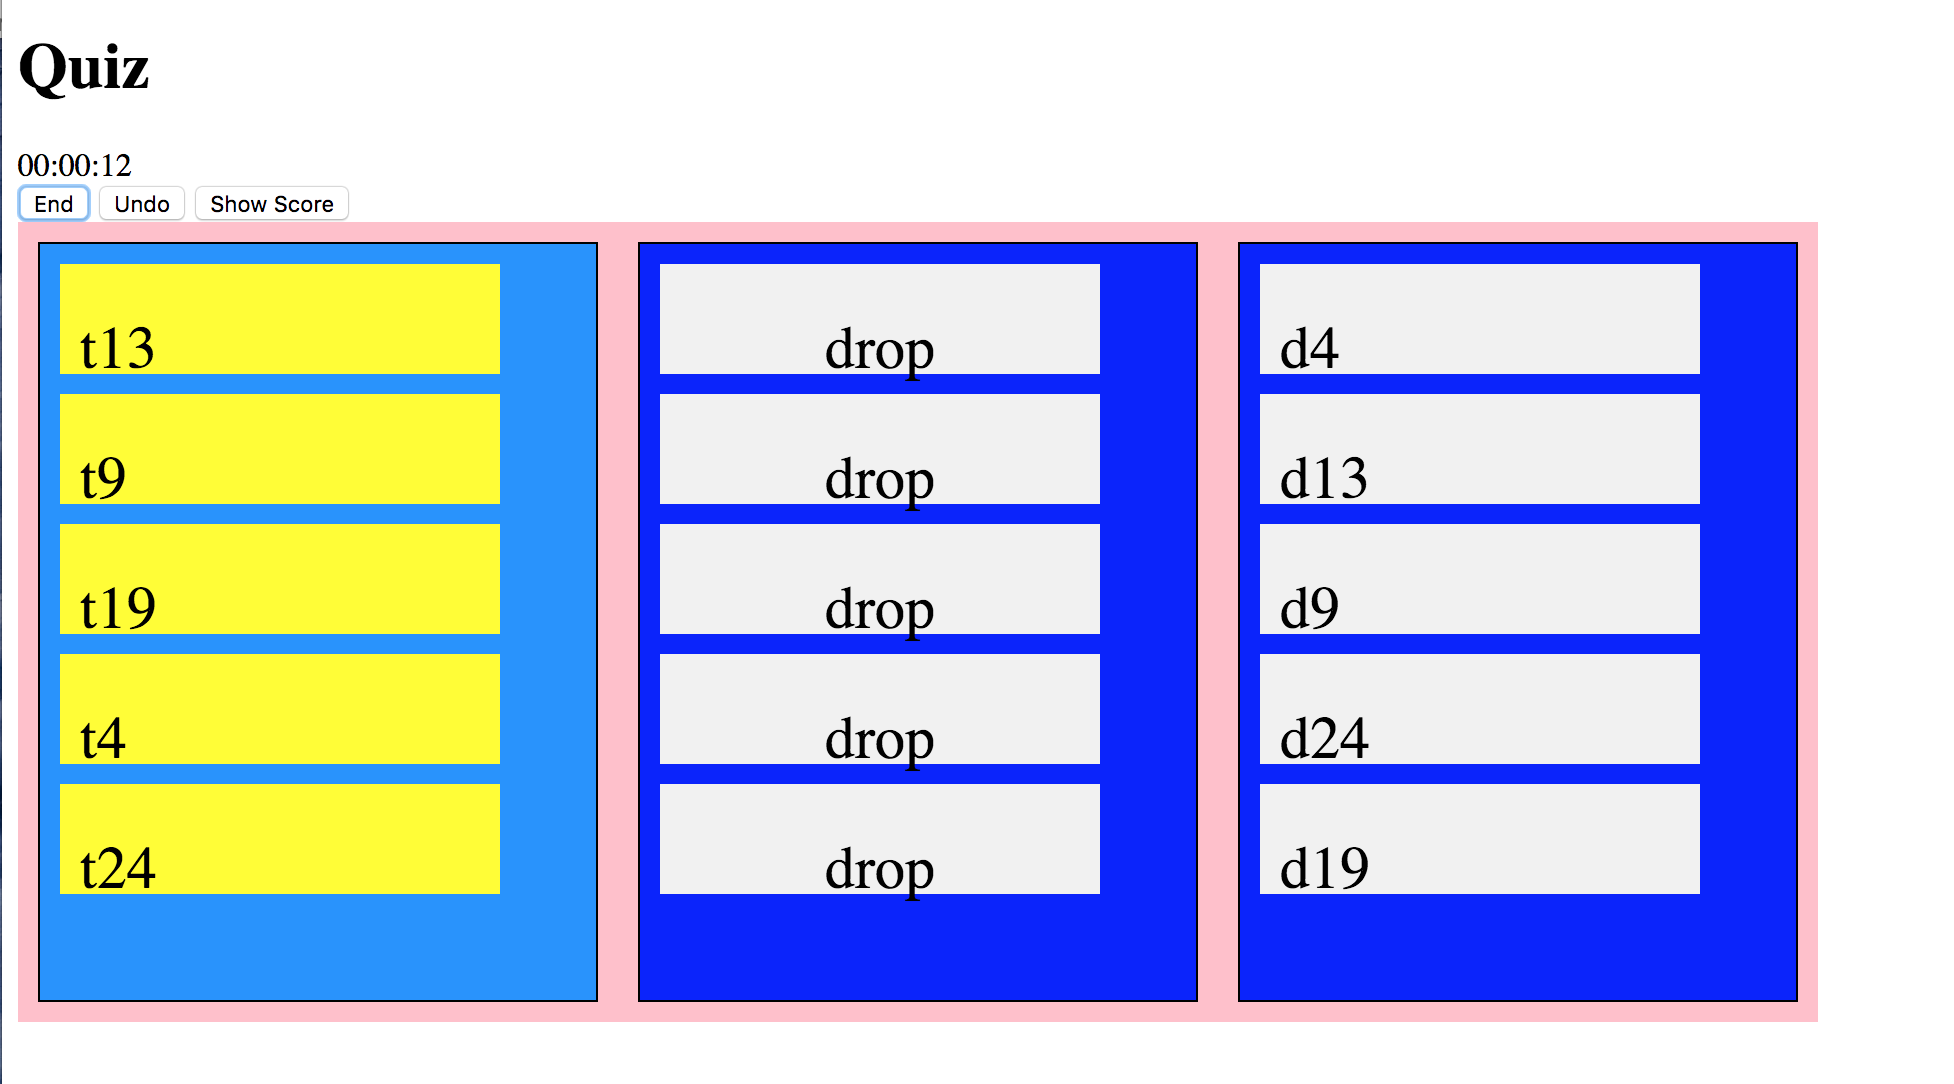 Quiz
00:00:12
End Undo Show Score
t13 drop d4
t9 drop d13
t19 drop d9
t4 drop d24
t24 drop d19